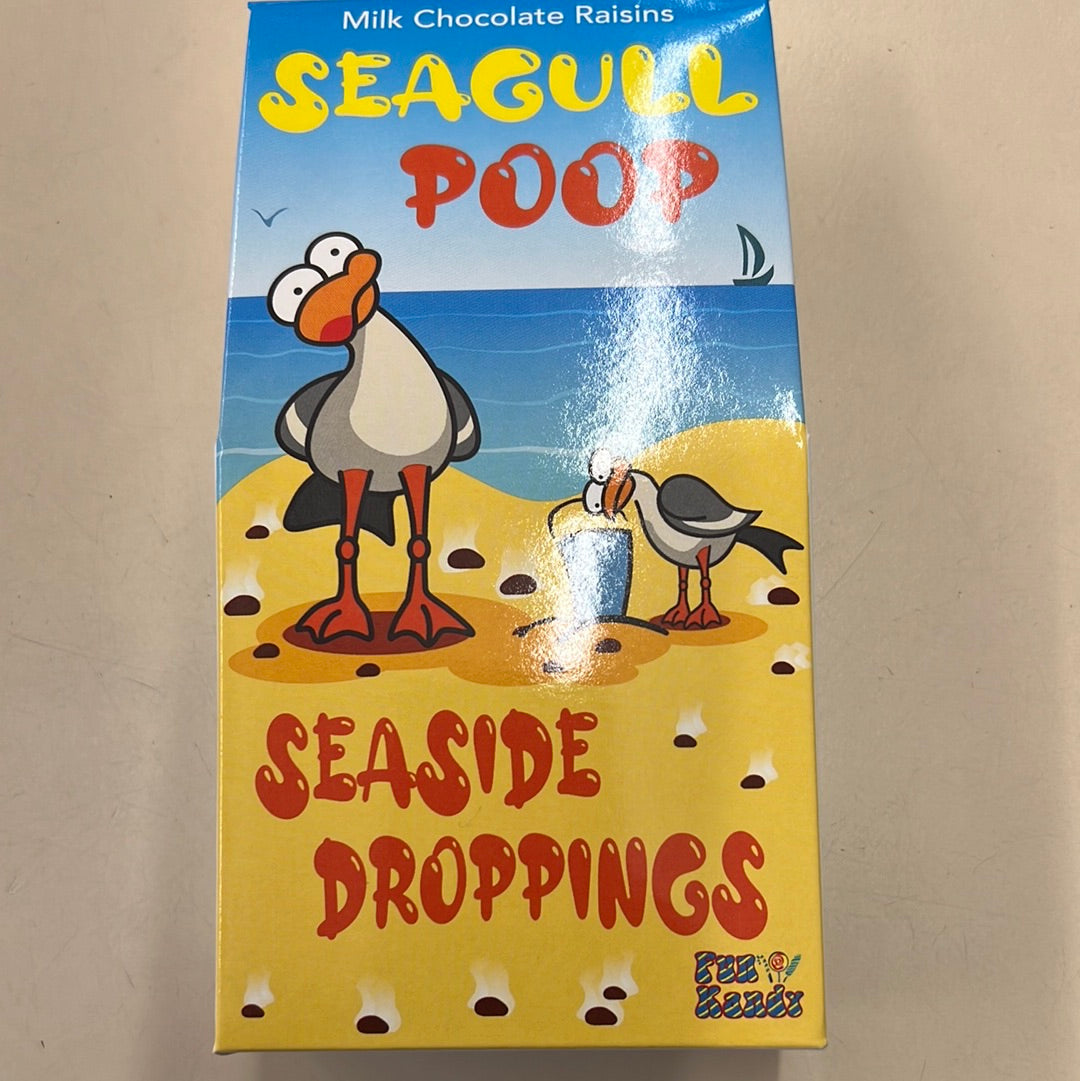 Milk Chocolate Raisins
SEAGULL
POOP
SEASIDE
DROPPINGS
Fun
Kandy